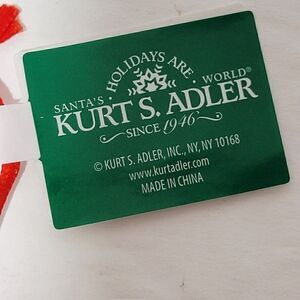 HOLIDAYS ARE
SANTA'S · WORLD®
KURT S. ADLER
SINCE 1946
© KURT S. ADLER, INC., NY, NY 10168
www.kurtadler.com
MADE IN CHINA